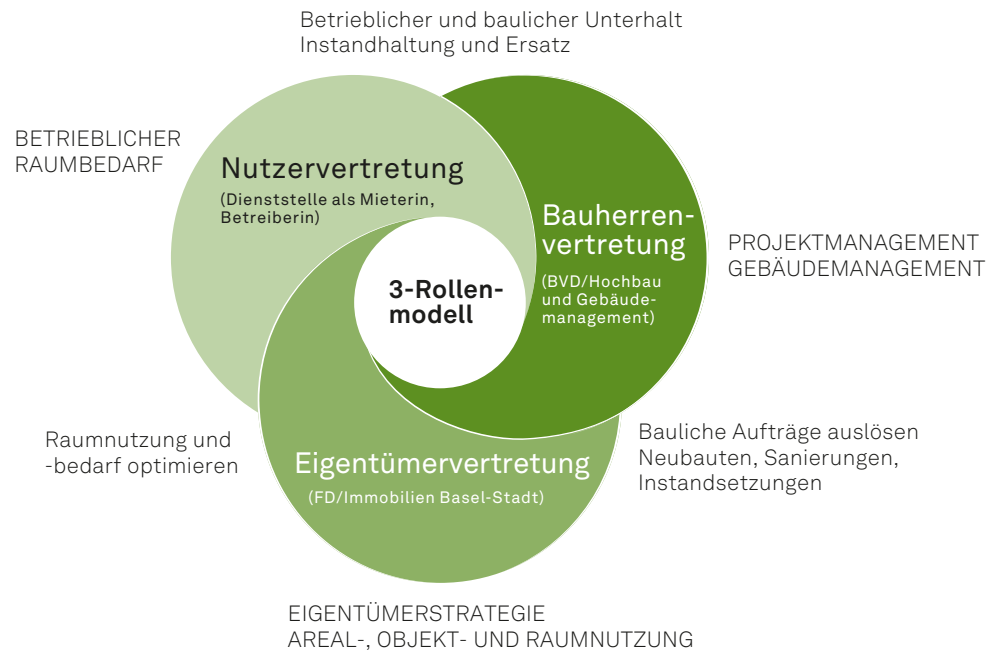 Betrieblicher und baulicher Unterhalt
Instandhaltung und Ersatz
BETRIEBLICHER
RAUMBEDARF
Nutzervertretung
(Dienststelle als Mieterin,
Betreiberin)
Bauherren-
vertretung
(BVD/Hochbau
und Gebäude-
management)
PROJEKTMANAGEMENT
GEBÄUDEMANAGEMENT
3-Rollen-
modell
Raumnutzung und
-bedarf optimieren
Eigentümervertretung
(FD/Immobilien Basel-Stadt)
Bauliche Aufträge auslösen
Neubauten, Sanierungen,
Instandsetzungen
EIGENTÜMERSTRATEGIE
AREAL-, OBJEKT- UND RAUMNUTZUNG